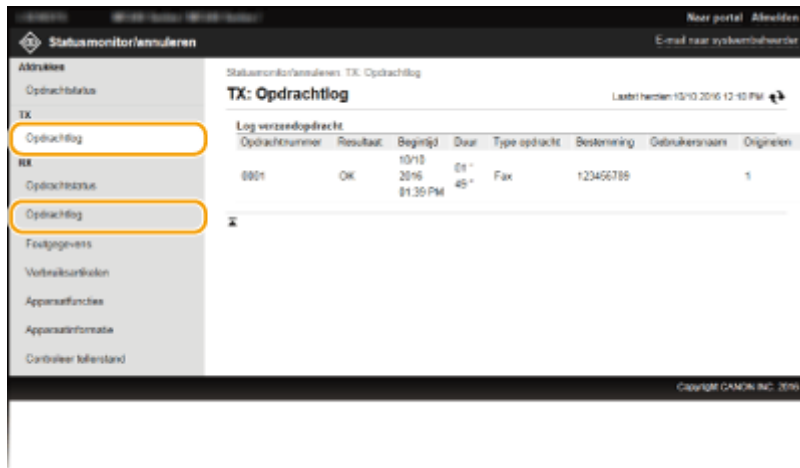 Naar portal Afmelden
Statusmonitor/annuleren
E-mail naar systeembeheerder
Afdrukken
Opdrachtstatus
TX
Opdrachtlog
RX
Opdrachtstatus
Opdrachtlog
Foutgegevens
Verbruiksartikelen
Apparaatfuncties
Apparaatinformatie
Controleer tellerstand
Statusmonitor/annuleren: TX: Opdrachtlog
TX: Opdrachtlog
Laatst herzien:10/10 2016 12:10 PM
Log verzendopdracht
Opdrachtnummer Resultaat Begintijd Duur Type opdracht Bestemming Gebruikersnaam Originelen
0001 OK 10/10 2016 01:39 PM 01 ' 49 " Fax 123456789 1
Copyright CANON INC. 2016